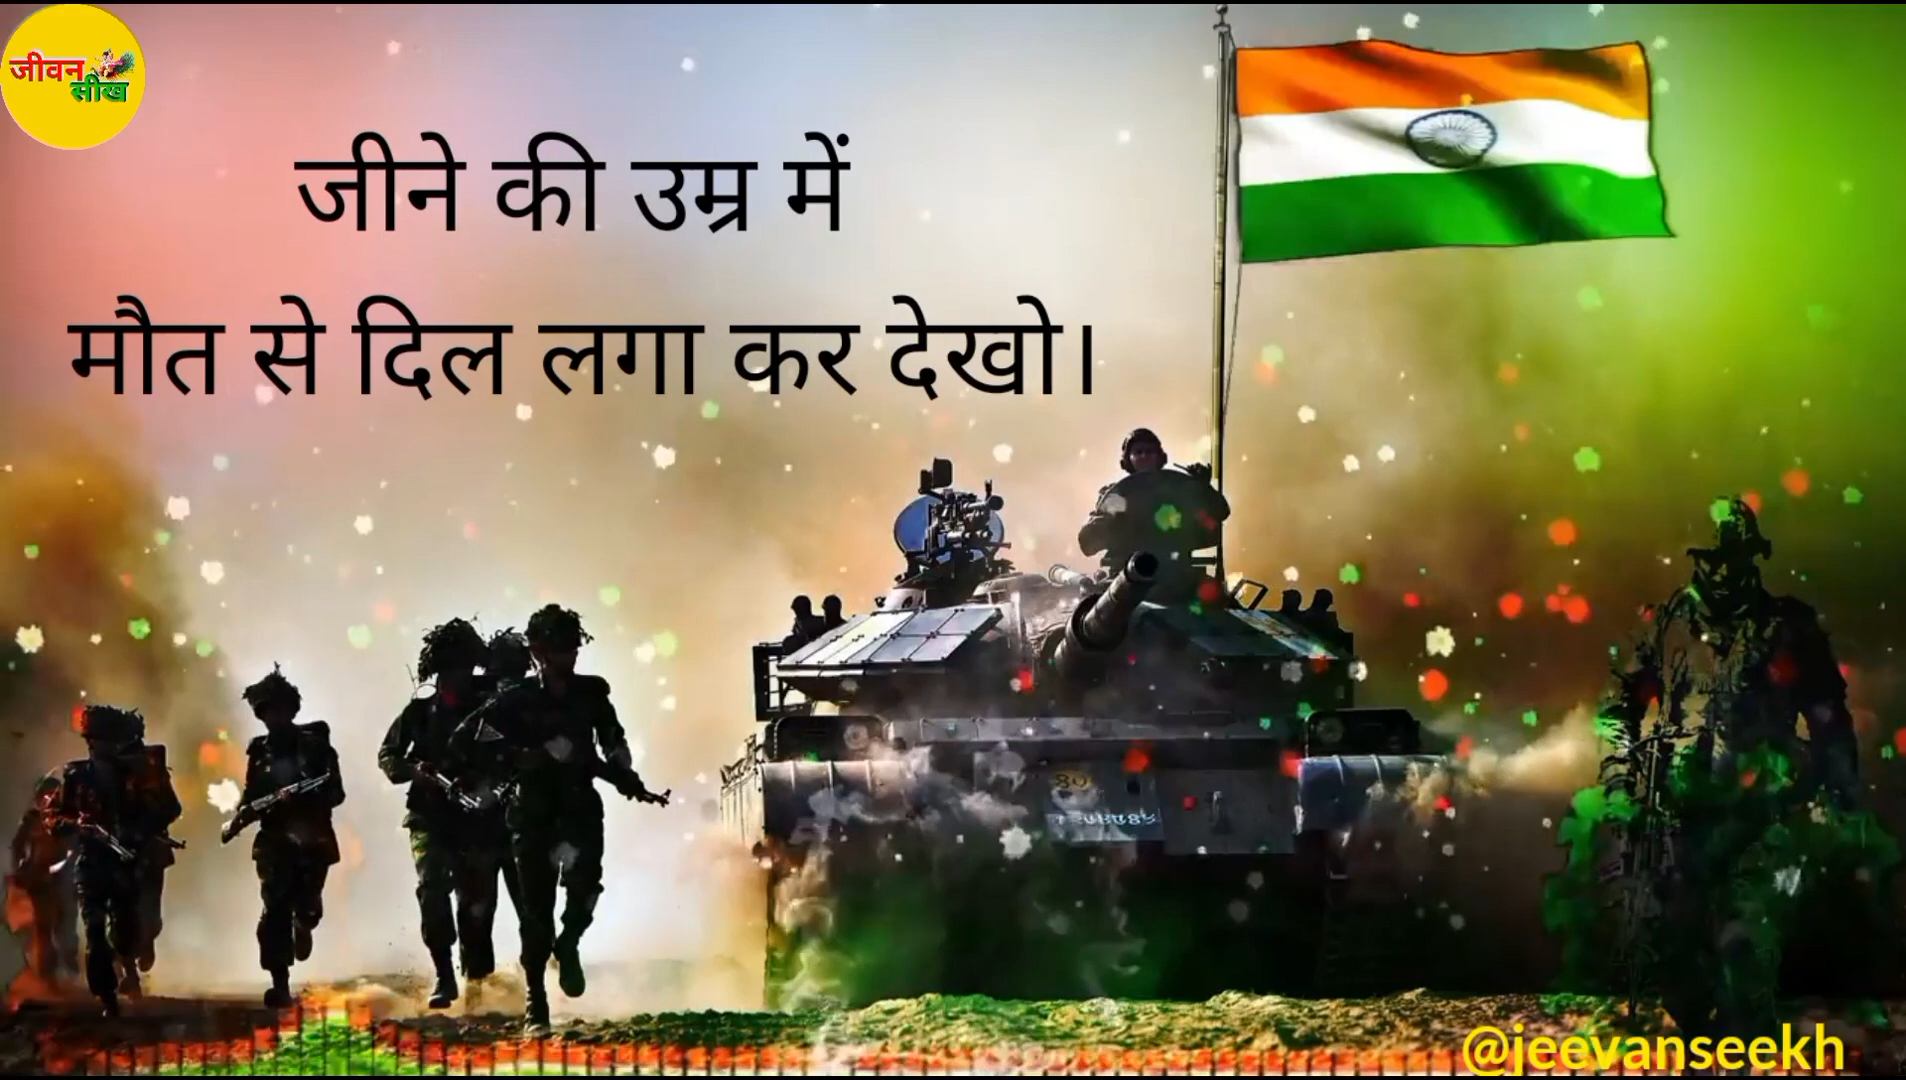 जीवन
सीख
जीने की उम्र में
मौत से दिल लगा कर देखो।
@jeevanseekh